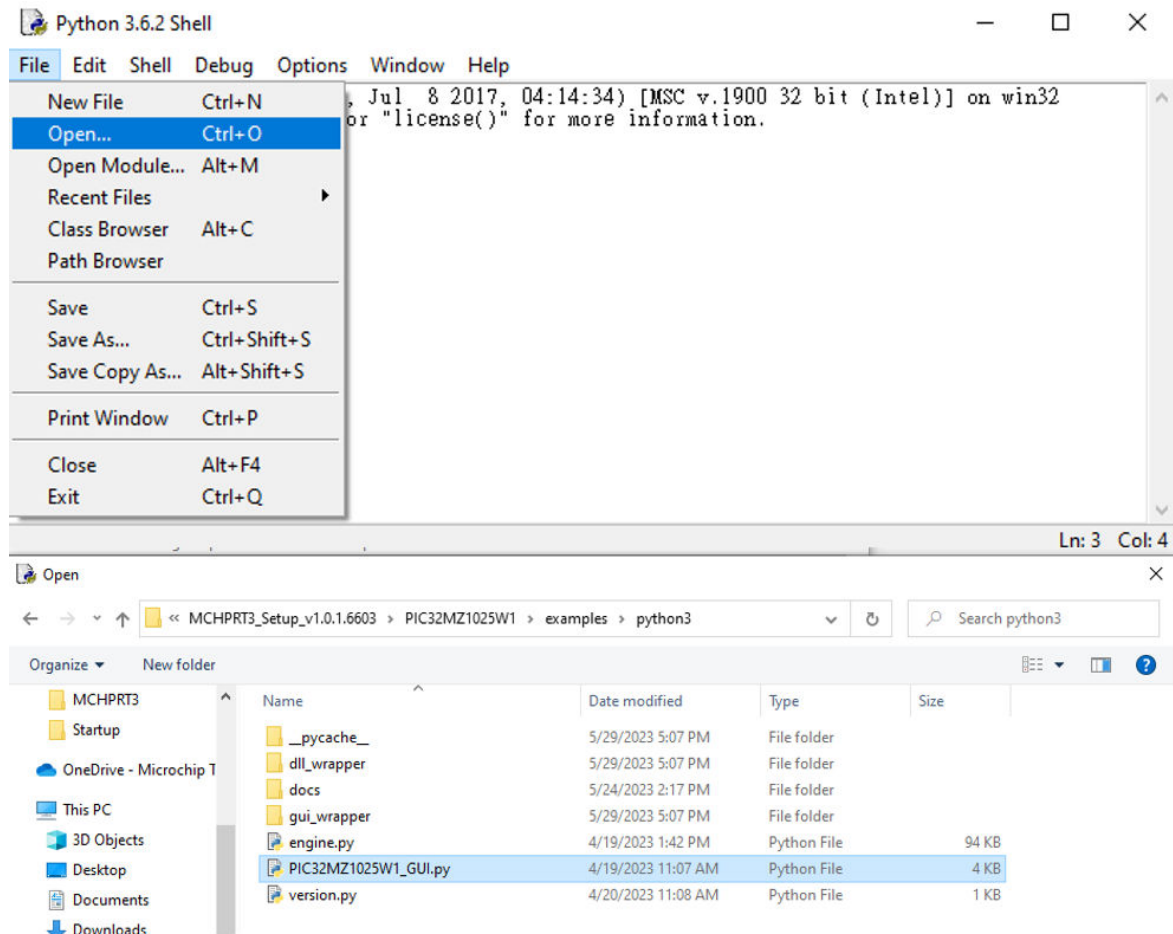 Python 3.6.2 Shell
File Edit Shell Debug Options Window Help
, Jul 8 2017, 04:14:34) [MSC v.1900 32 bit (Intel)] on win32
or "license()" for more information.
New File Ctrl+N
Open... Ctrl+O
Open Module... Alt+M
Recent Files
Class Browser Alt+C
Path Browser
Save Ctrl+S
Save As... Ctrl+Shift+S
Save Copy As... Alt+Shift+S
Print Window Ctrl+P
Close Alt+F4
Exit Ctrl+Q
Ln: 3 Col: 4
Open
« MCHPRT3_Setup_v1.0.1.6603 › PIC32MZ1025W1 › examples › python3
Search python3
Organize New folder
MCHPRT3
Startup
OneDrive - Microchip T
This PC
3D Objects
Desktop
Documents
Downloads
Name Date modified Type Size
__pycache__ 5/29/2023 5:07 PM File folder
dll_wrapper 5/29/2023 5:07 PM File folder
docs 5/24/2023 2:17 PM File folder
gui_wrapper 5/29/2023 5:07 PM File folder
engine.py 4/19/2023 1:42 PM Python File 94 KB
PIC32MZ1025W1_GUI.py 4/19/2023 11:07 AM Python File 4 KB
version.py 4/20/2023 11:08 AM Python File 1 KB